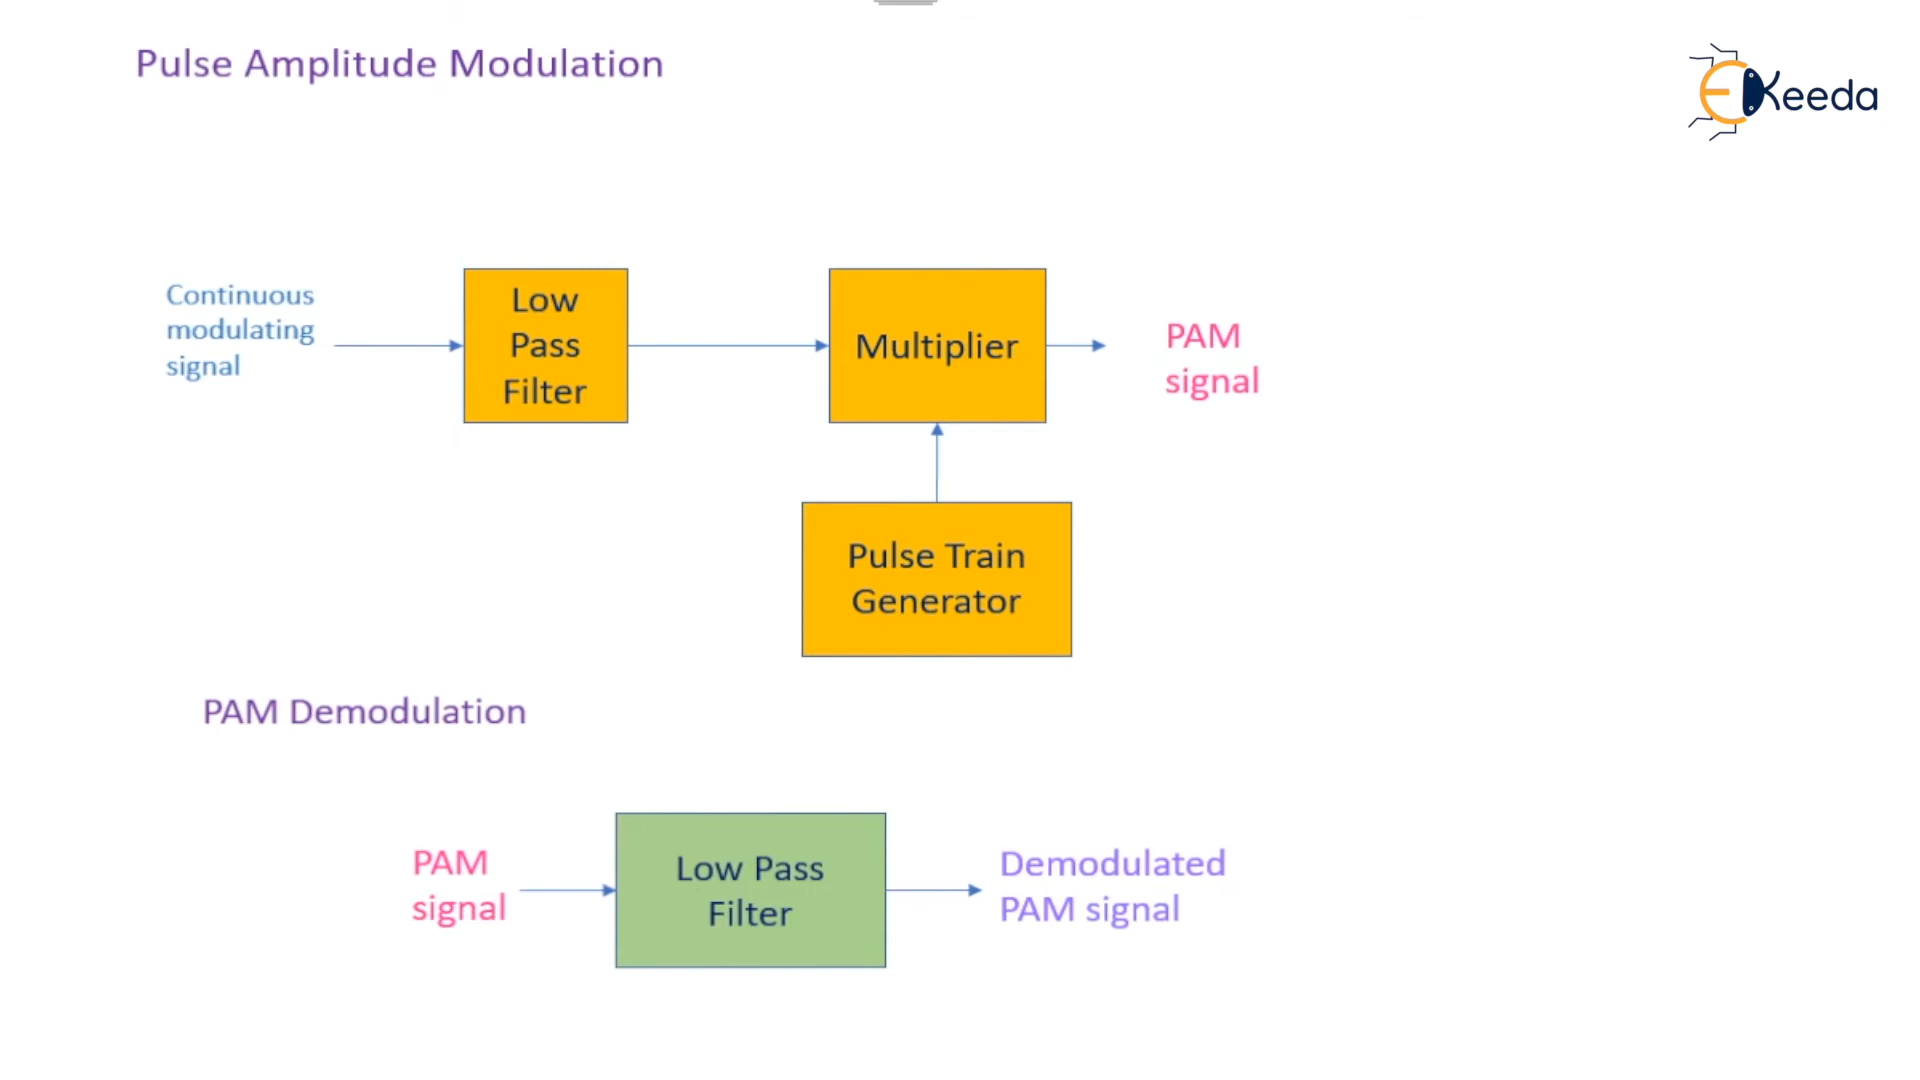 Pulse Amplitude Modulation
EKeeda
Continuous
modulating
signal
Low
Pass
Filter
Multiplier
PAM
signal
Pulse Train
Generator
PAM Demodulation
PAM
signal
Low Pass
Filter
Demodulated
PAM signal